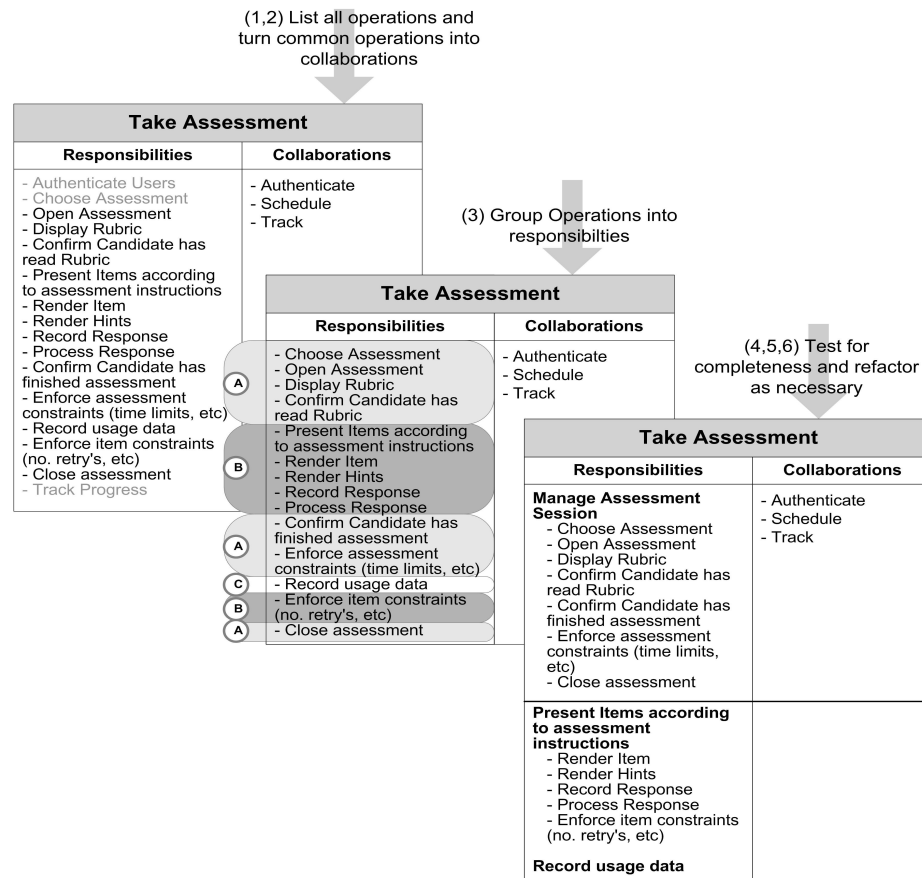 (1,2) List all operations and
turn common operations into
collaborations
Take Assessment
Responsibilities
Collaborations
- Authenticate Users
- Choose Assessment
- Open Assessment
- Display Rubric
- Confirm Candidate has
read Rubric
- Present Items according
to assessment instructions
- Render Item
- Render Hints
- Record Response
- Process Response
- Confirm Candidate has
finished assessment
- Enforce assessment
constraints (time limits, etc)
- Record usage data
- Enforce item constraints
(no. retry's, etc)
- Close assessment
- Track Progress
- Authenticate
- Schedule
- Track
(3) Group Operations into
responsibilties
Take Assessment
Responsibilities
Collaborations
A
- Choose Assessment
- Open Assessment
- Display Rubric
- Confirm Candidate has
read Rubric
B
- Present Items according
to assessment instructions
- Render Item
- Render Hints
- Record Response
- Process Response
A
- Confirm Candidate has
finished assessment
- Enforce assessment
constraints (time limits, etc)
C
- Record usage data
B
- Enforce item constraints
(no. retry's, etc)
A
- Close assessment
- Authenticate
- Schedule
- Track
(4,5,6) Test for
completeness and refactor
as necessary
Take Assessment
Responsibilities
Collaborations
Manage Assessment
Session
- Choose Assessment
- Open Assessment
- Display Rubric
- Confirm Candidate has
read Rubric
- Confirm Candidate has
finished assessment
- Enforce assessment
constraints (time limits,
etc)
- Close assessment
- Authenticate
- Schedule
- Track
Present Items according
to assessment
instructions
- Render Item
- Render Hints
- Record Response
- Process Response
- Enforce item constraints
(no. retry's, etc)
Record usage data